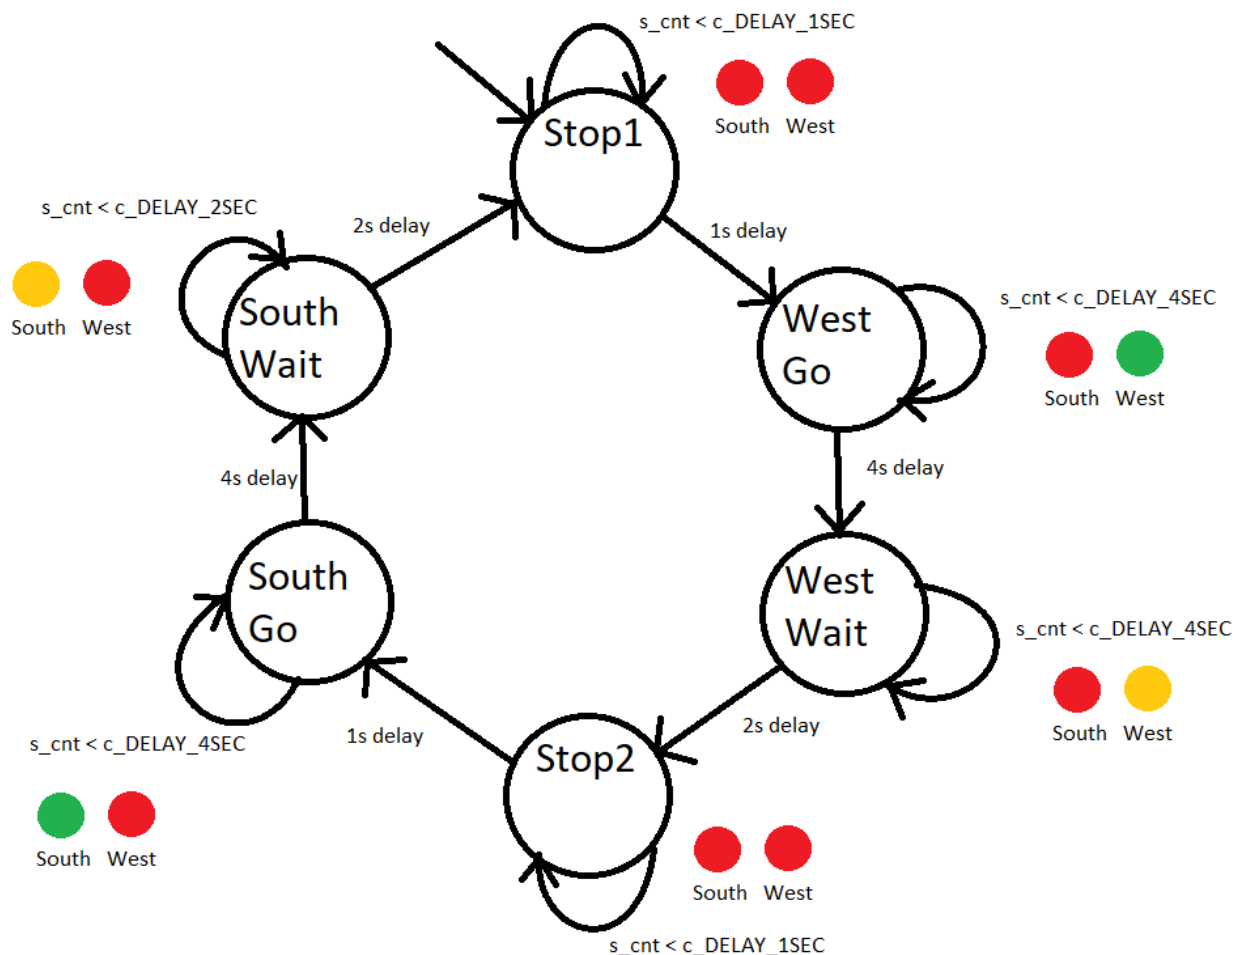 s_cnt < c_DELAY_1SEC
Stop1
South West
s_cnt < c_DELAY_2SEC
2s delay
1s delay
South West
South
Wait
West
Go
s_cnt < c_DELAY_4SEC
South West
4s delay
4s delay
South
Go
West
Wait
s_cnt < c_DELAY_4SEC
South West
s_cnt < c_DELAY_4SEC
1s delay
2s delay
Stop2
South West
South West
s_cnt < c_DELAY_1SEC